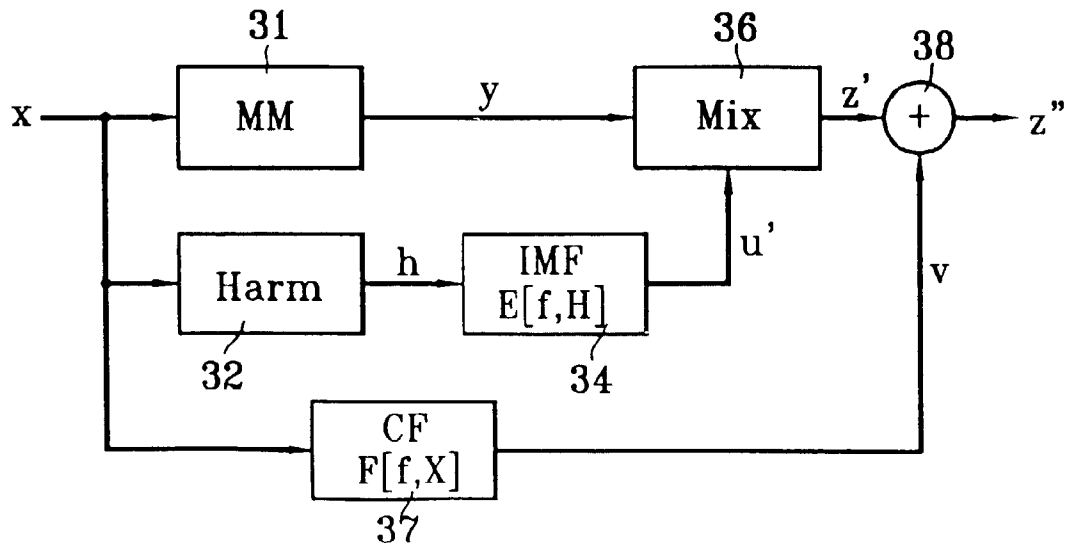 31
36
38
x
MM
y
Mix
z'
+
z"
Harm
h
IMF
E[f,H]
u'
v
32
34
CF
F[f,X]
37